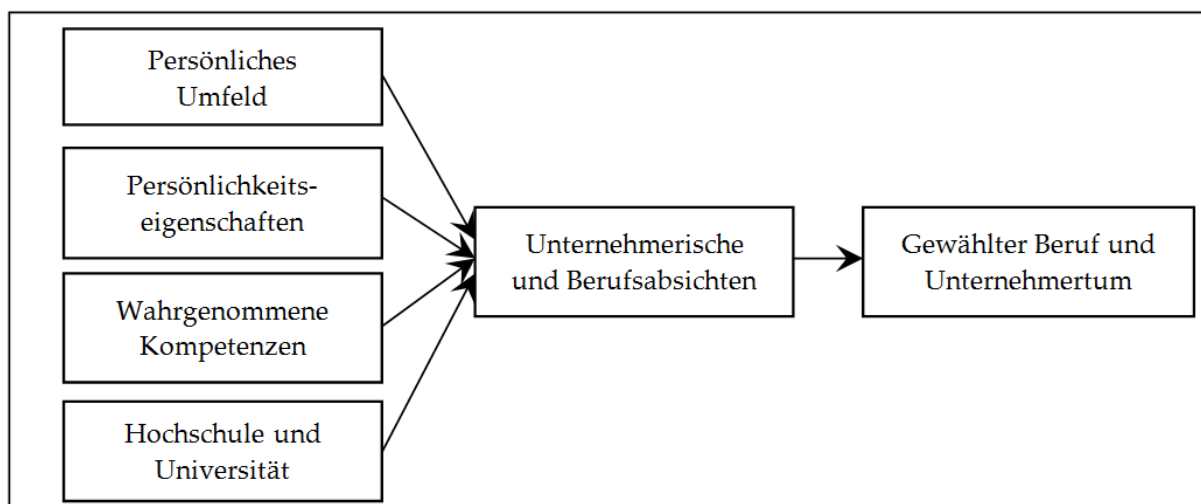 Persönliches
Umfeld
Persönlichkeits-
eigenschaften
Wahrgenommene
Kompetenzen
Hochschule und
Universität
Unternehmerische
und Berufsabsichten
Gewählter Beruf und
Unternehmertum